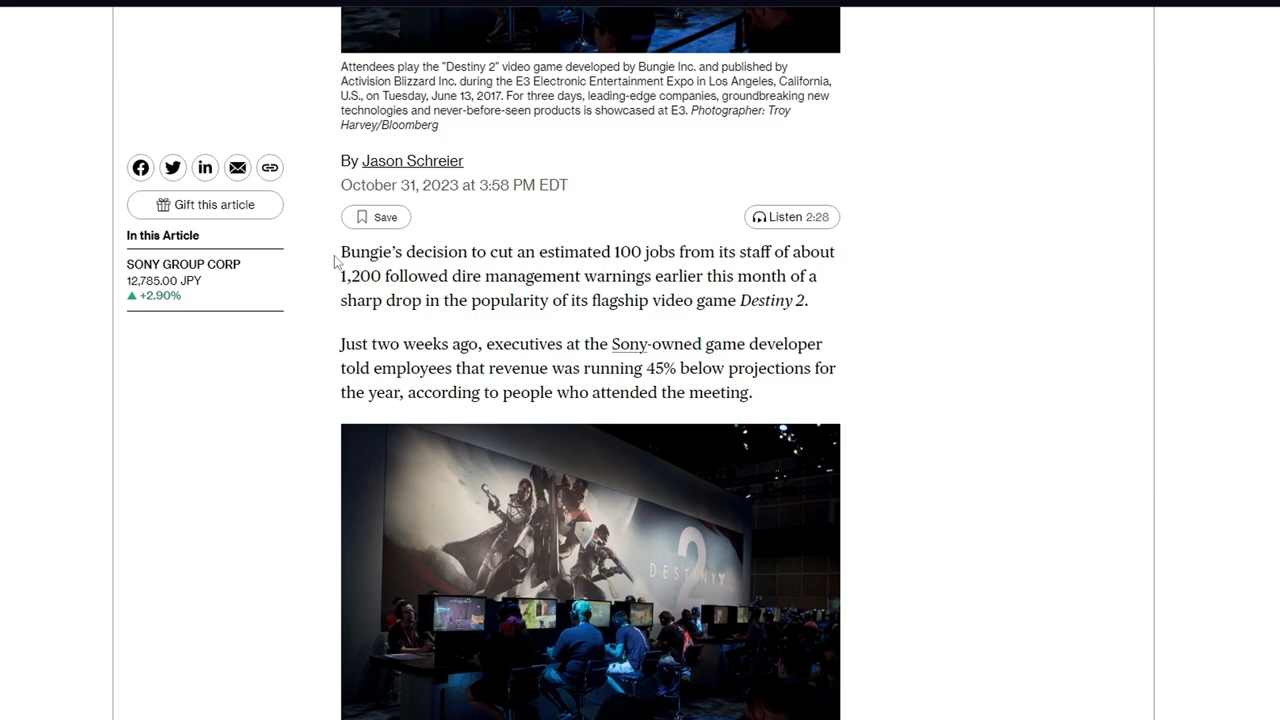 Attendees play the "Destiny 2" video game developed by Bungie Inc. and published by
Activision Blizzard Inc. during the E3 Electronic Entertainment Expo in Los Angeles, California,
U.S., on Tuesday, June 13, 2017. For three days, leading-edge companies, groundbreaking new
technologies and never-before-seen products is showcased at E3. Photographer: Troy
Harvey/Bloomberg
By Jason Schreier
October 31, 2023 at 3:58 PM EDT
Save
Listen 2:28
Gift this article
In this Article
SONY GROUP CORP
12,785.00 JPY
▲ +2.90%
Bungie’s decision to cut an estimated 100 jobs from its staff of about
1,200 followed dire management warnings earlier this month of a
sharp drop in the popularity of its flagship video game Destiny 2.
Just two weeks ago, executives at the Sony-owned game developer
told employees that revenue was running 45% below projections for
the year, according to people who attended the meeting.
2
DESTINY